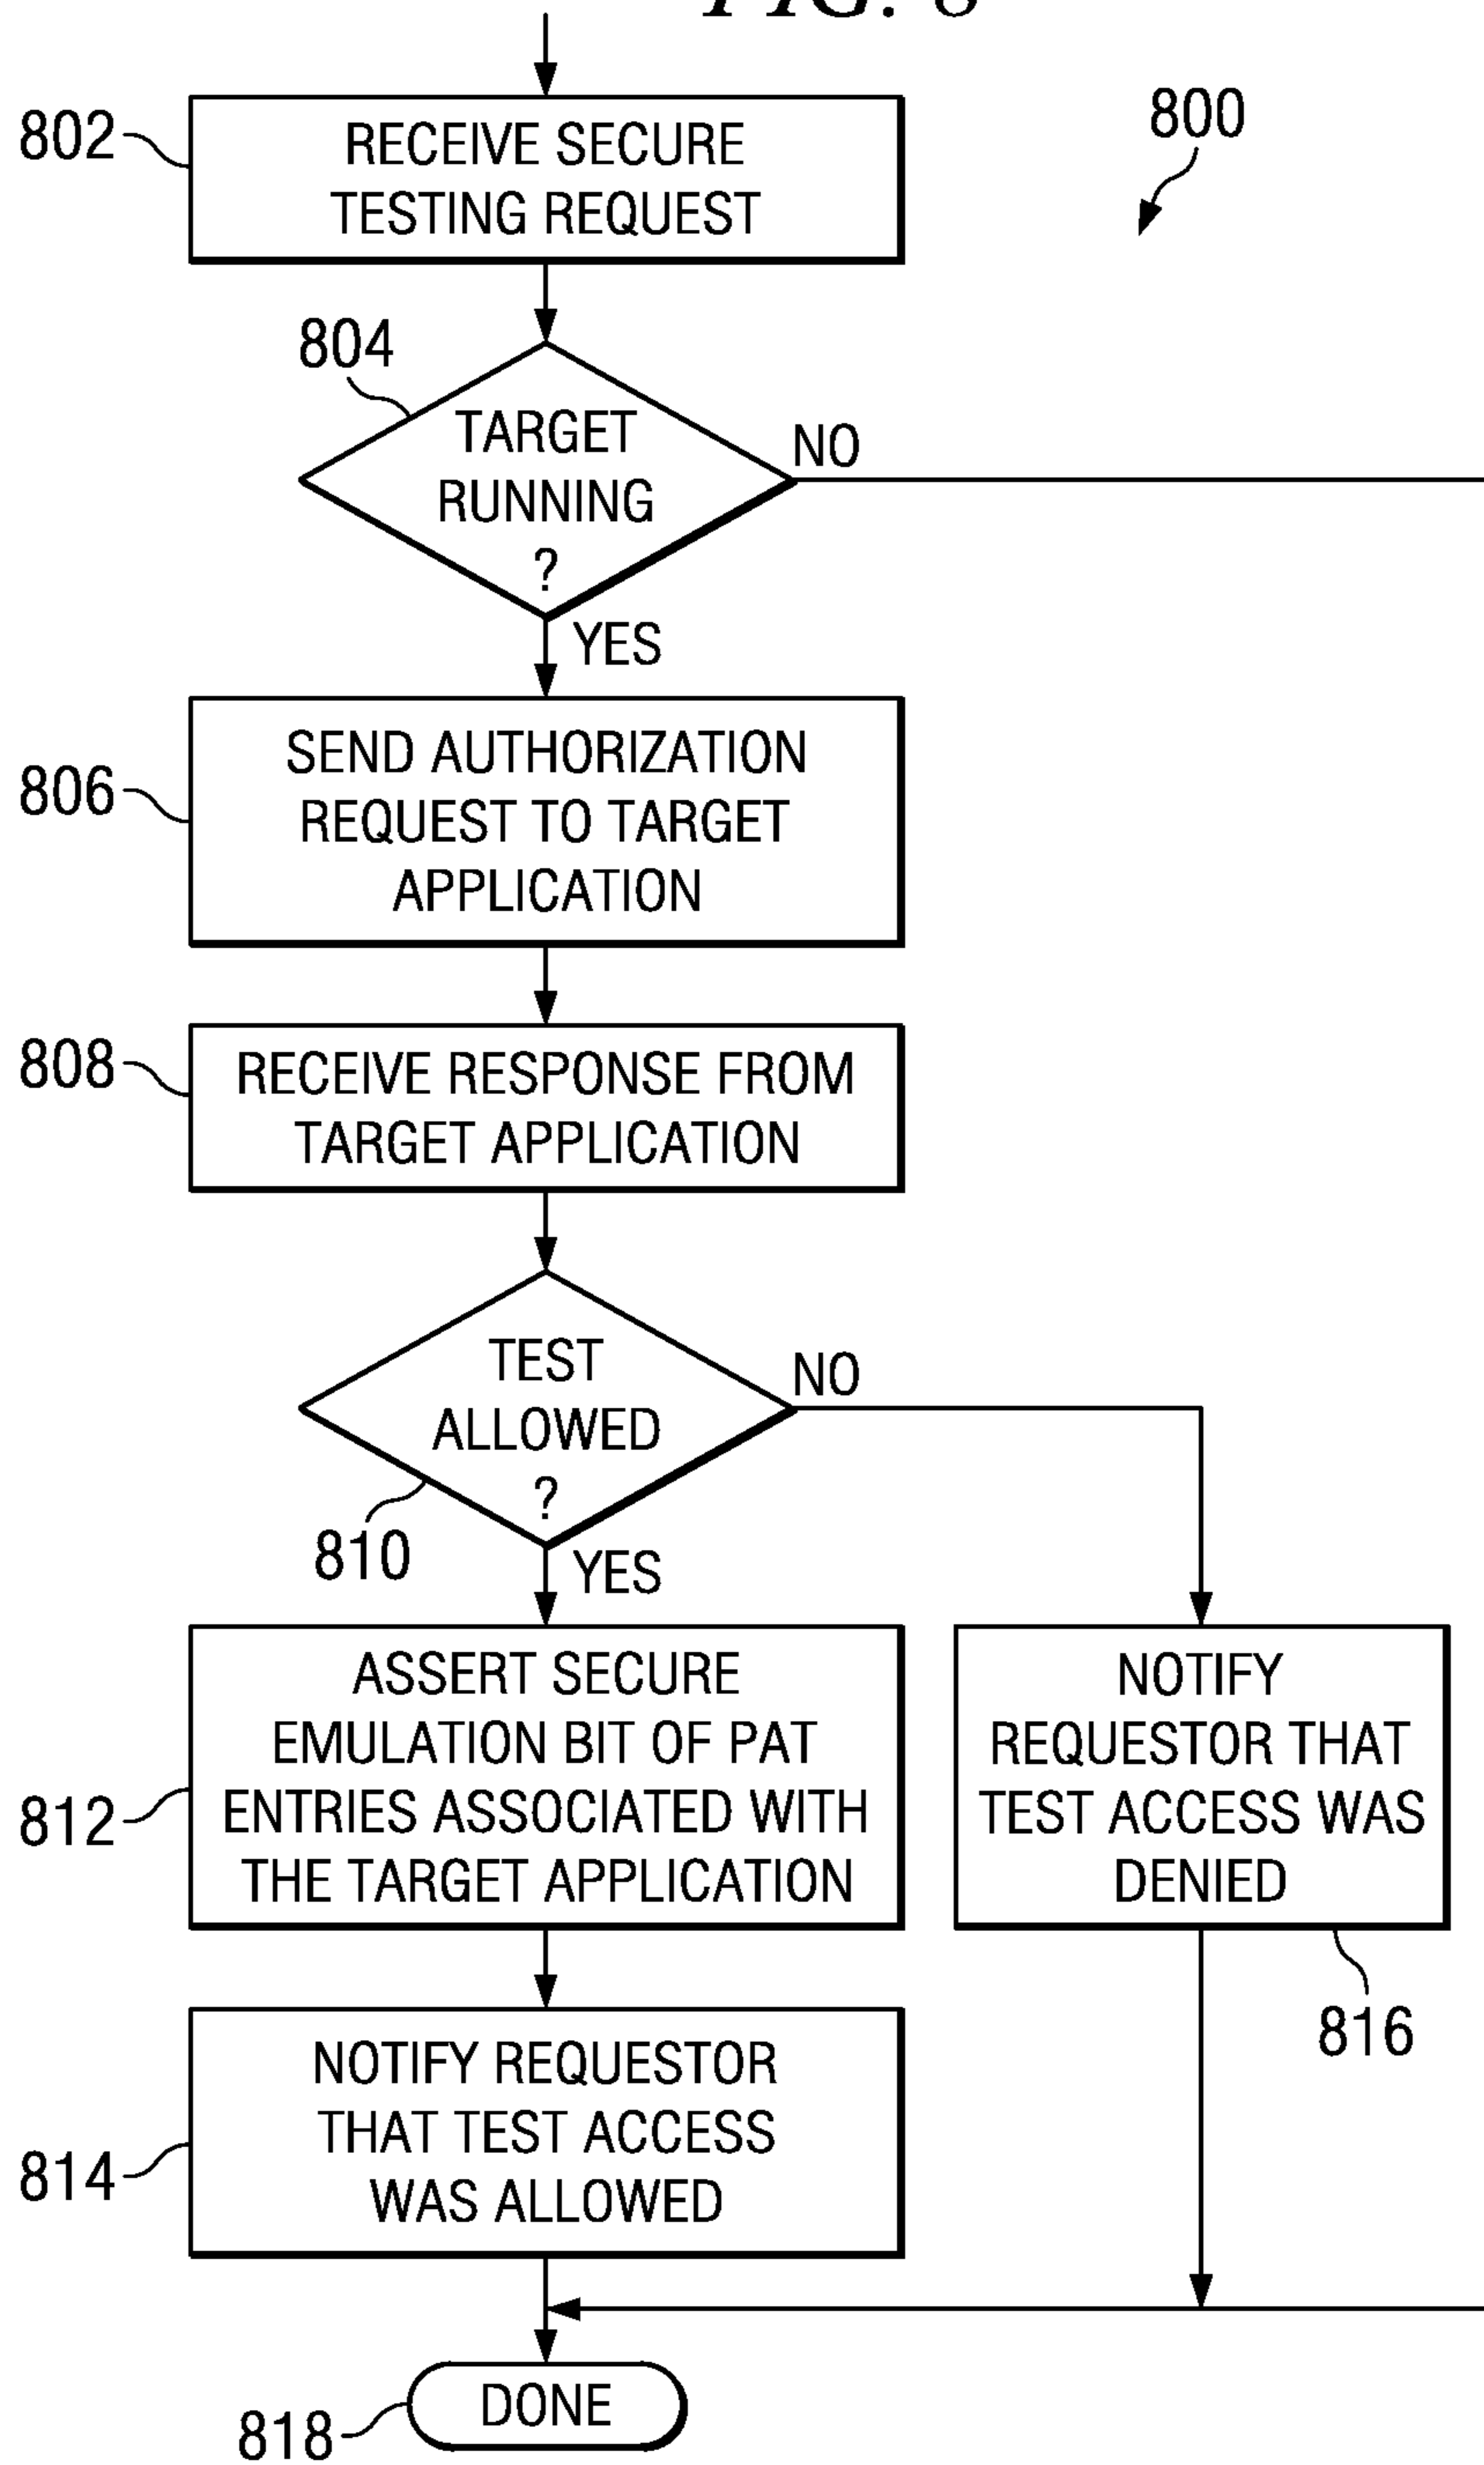 FIG. 8
800
802
RECEIVE SECURE
TESTING REQUEST
804
TARGET
RUNNING
?
NO
YES
806
SEND AUTHORIZATION
REQUEST TO TARGET
APPLICATION
808
RECEIVE RESPONSE FROM
TARGET APPLICATION
TEST
ALLOWED
?
NO
810
YES
812
ASSERT SECURE
EMULATION BIT OF PAT
ENTRIES ASSOCIATED WITH
THE TARGET APPLICATION
NOTIFY
REQUESTOR THAT
TEST ACCESS WAS
DENIED
816
814
NOTIFY REQUESTOR
THAT TEST ACCESS
WAS ALLOWED
818
DONE